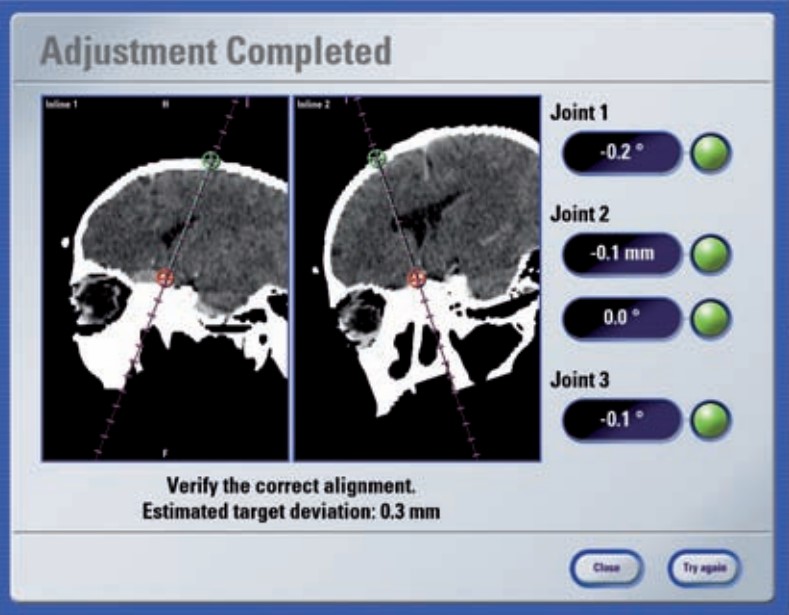 Adjustment Completed
Inline 1
H
Inline 2
Joint 1
-0.2 °
Joint 2
-0.1 mm
0.0 °
Joint 3
-0.1 °
F
Verify the correct alignment.
Estimated target deviation: 0.3 mm
Close
Try again